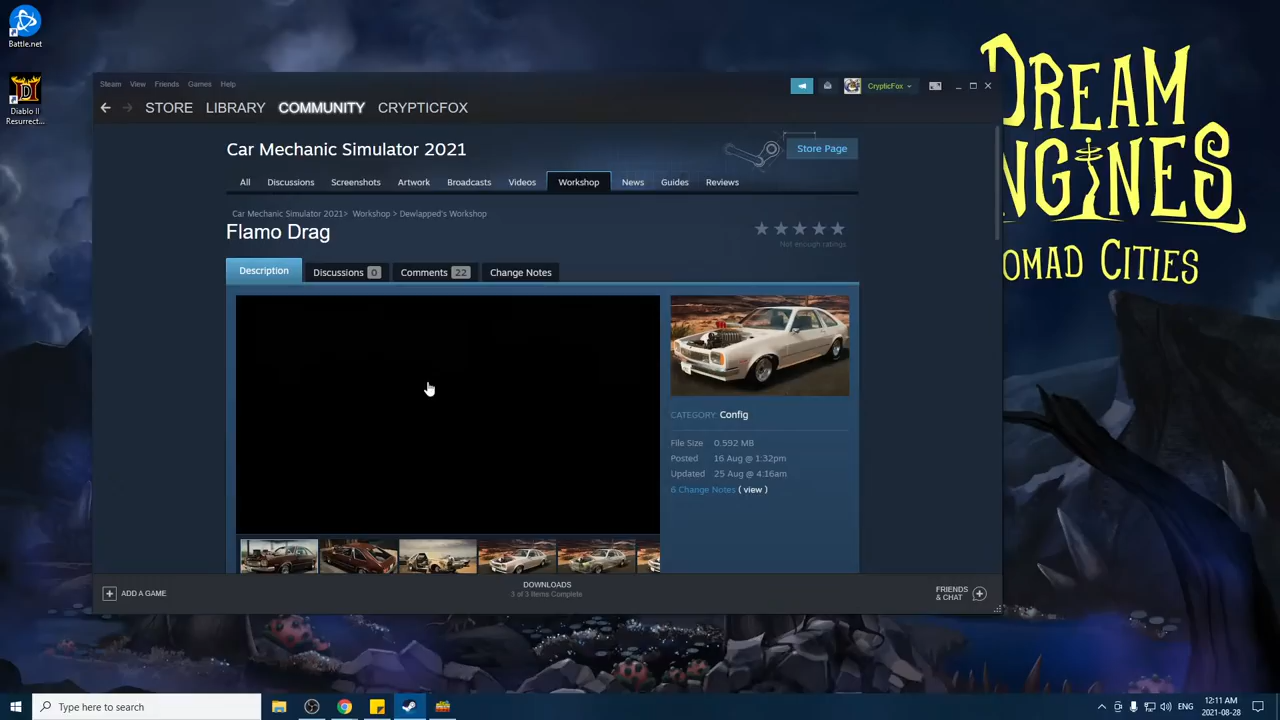 Battle.net
Diablo II
Resurrect...
DREAM
ENGINES
NOMAD CITIES
Steam View Friends Games Help
CrypticFox
STORE LIBRARY COMMUNITY CRYPTICFOX
Car Mechanic Simulator 2021
Store Page
All Discussions Screenshots Artwork Broadcasts Videos Workshop News Guides Reviews
Car Mechanic Simulator 2021> Workshop > Dewlapped's Workshop
Flamo Drag
Not enough ratings
Description Discussions 0 Comments 22 Change Notes
CATEGORY: Config
File Size 0.592 MB
Posted 16 Aug @ 1:32pm
Updated 25 Aug @ 4:16am
6 Change Notes ( view )
ADD A GAME
DOWNLOADS
3 of 3 Items Complete
FRIENDS
& CHAT
Type here to search
ENG
12:11 AM
2021-08-28